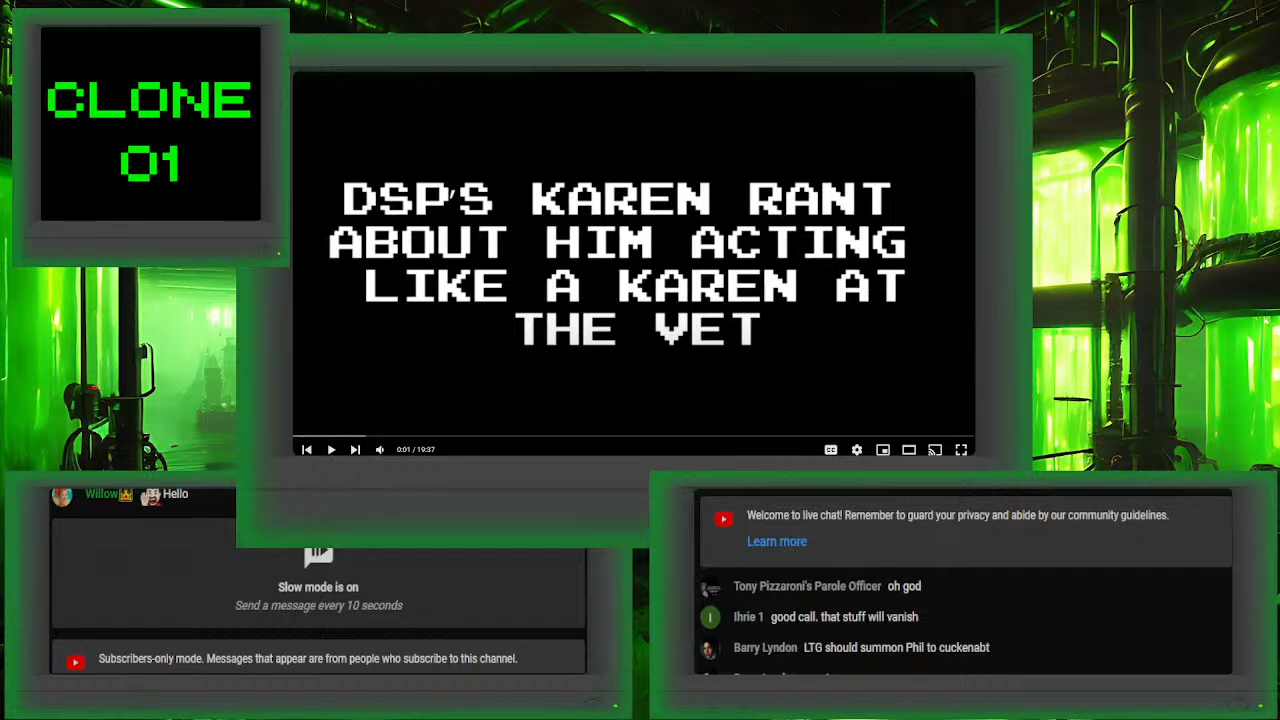 CLONE
01
DSP'S KAREN RANT
ABOUT HIM ACTING
LIKE A KAREN AT
THE VET
0:01 / 19:37
Willow Hello
Slow mode is on
Send a message every 10 seconds
Subscribers-only mode. Messages that appear are from people who subscribe to this channel.
Welcome to live chat! Remember to guard your privacy and abide by our community guidelines.
Learn more
Tony Pizzaroni's Parole Officer oh god
I Ihrie 1 good call. that stuff will vanish
Barry Lyndon LTG should summon Phil to cuckenabt